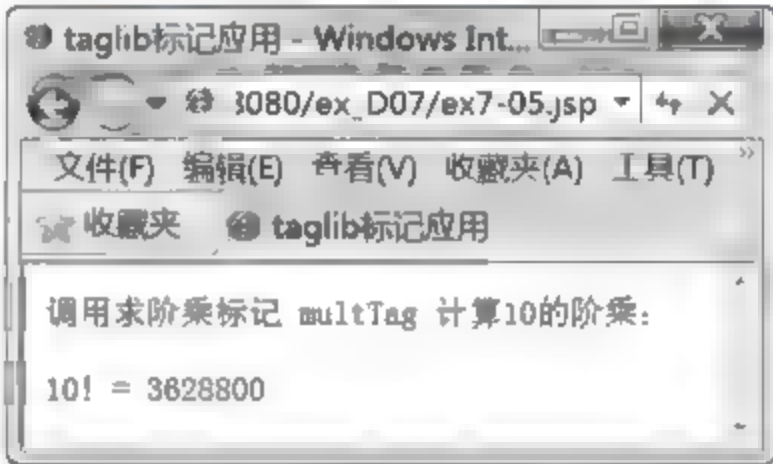 taglib标记应用 - Windows Int...
3080/ex_D07/ex7-05.jsp
文件(F) 编辑(E) 查看(V) 收藏夹(A) 工具(T) »
收藏夹 taglib标记应用
调用求阶乘标记 multTag 计算10的阶乘:
10! = 3628800